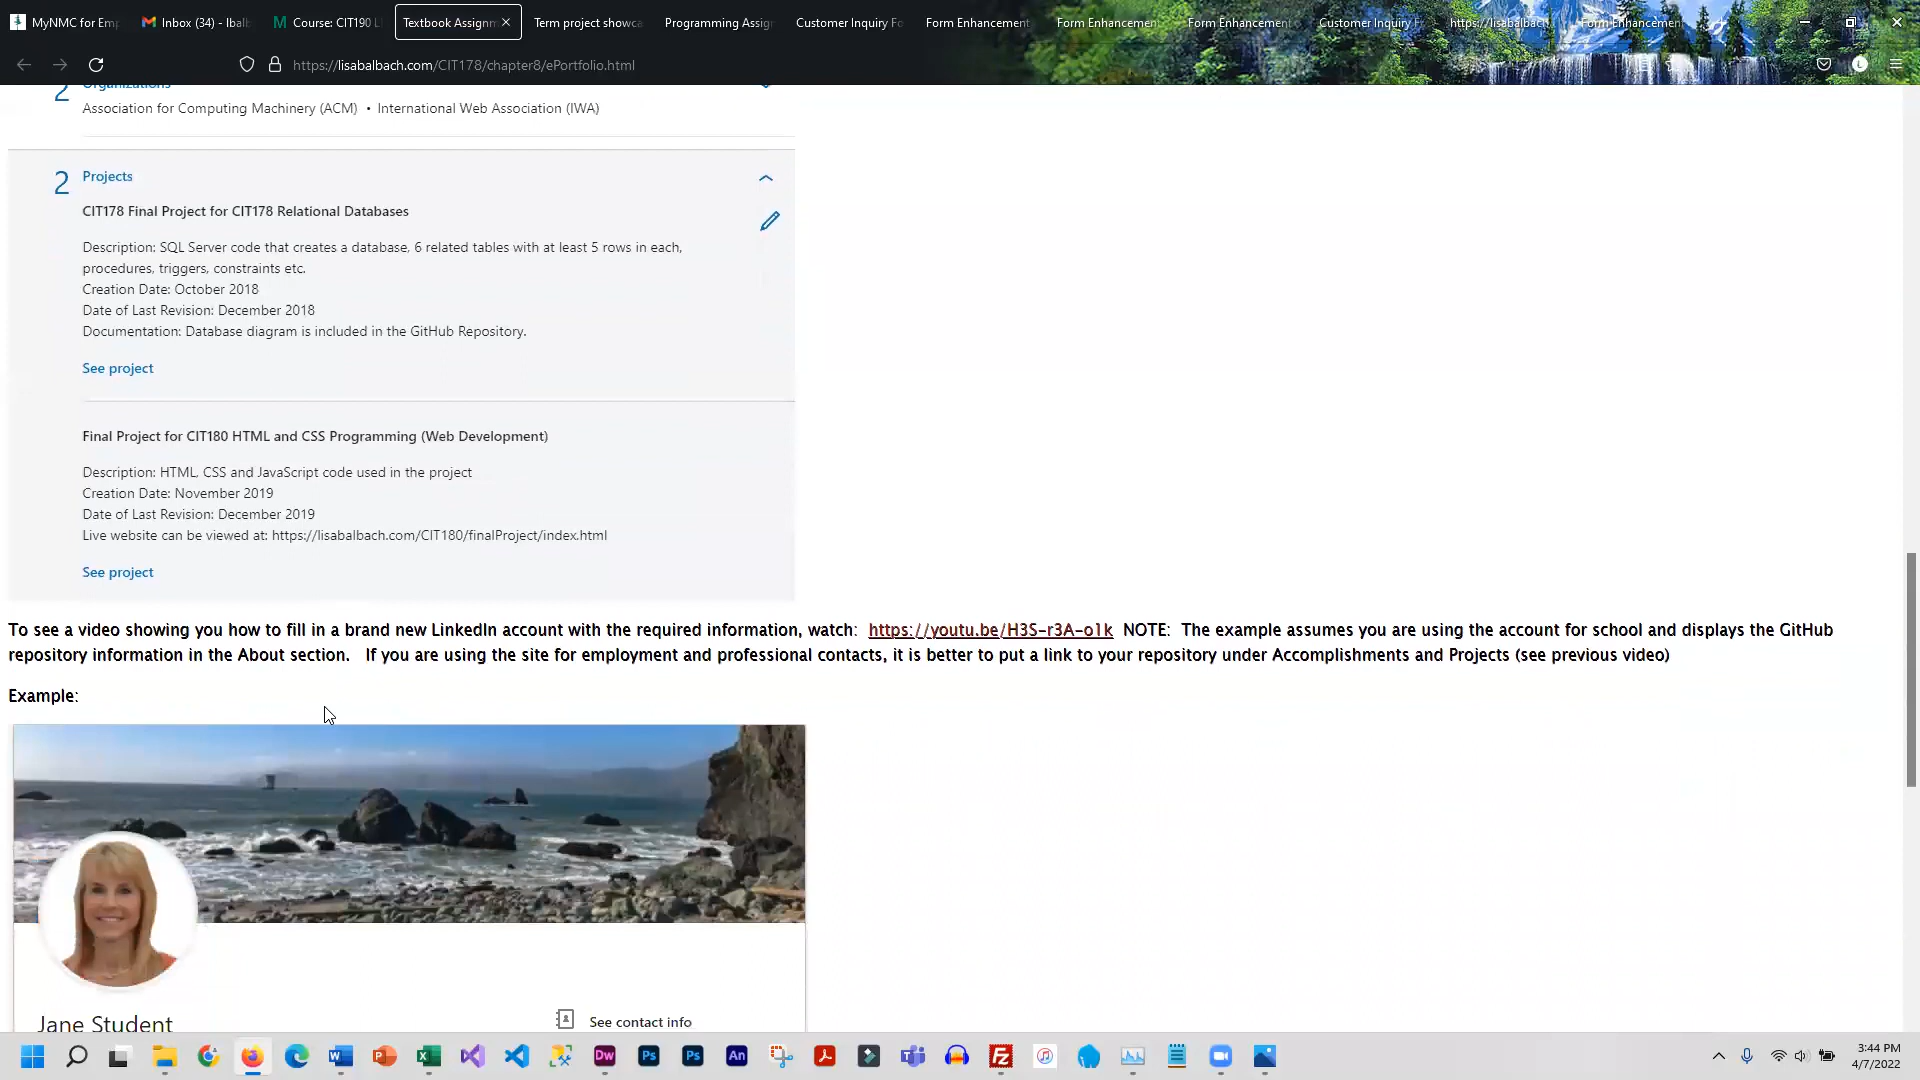 MyNMC for Emp
Inbox (34) - lbalb
Course: CIT190 L
Textbook Assignm
Term project showca
Programming Assig
Customer Inquiry Fo
Form Enhancement
Form Enhancemen
Form Enhancement
Customer Inquiry F
https://lisabalbach
Form Enhancemen
https://lisabalbach.com/CIT178/chapter8/ePortfolio.html
2 Organizations
Association for Computing Machinery (ACM) • International Web Association (IWA)
2 Projects
CIT178 Final Project for CIT178 Relational Databases
Description: SQL Server code that creates a database, 6 related tables with at least 5 rows in each,
procedures, triggers, constraints etc.
Creation Date: October 2018
Date of Last Revision: December 2018
Documentation: Database diagram is included in the GitHub Repository.
See project
Final Project for CIT180 HTML and CSS Programming (Web Development)
Description: HTML, CSS and JavaScript code used in the project
Creation Date: November 2019
Date of Last Revision: December 2019
Live website can be viewed at: https://lisabalbach.com/CIT180/finalProject/index.html
See project
To see a video showing you how to fill in a brand new LinkedIn account with the required information, watch: https://youtu.be/H3S-r3A-o1k NOTE: The example assumes you are using the account for school and displays the GitHub
repository information in the About section. If you are using the site for employment and professional contacts, it is better to put a link to your repository under Accomplishments and Projects (see previous video)
Example:
Jane Student
See contact info
3:44 PM
4/7/2022